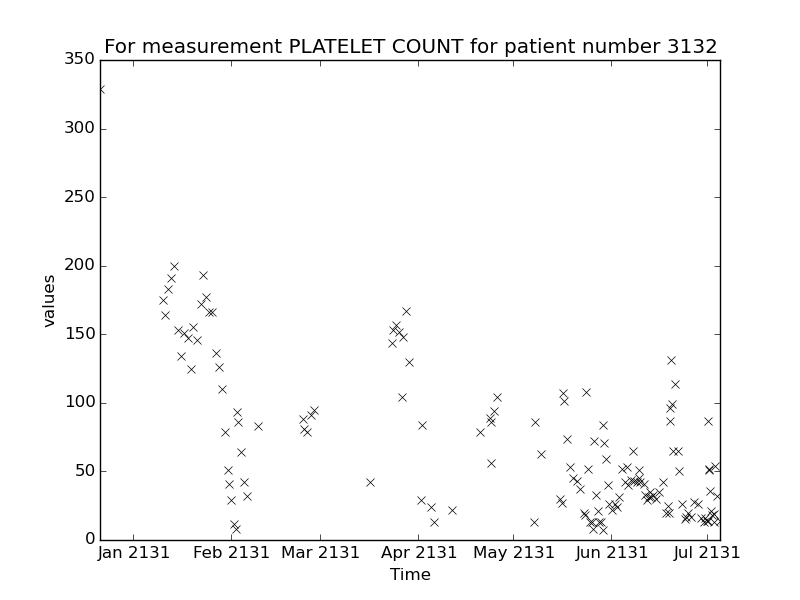 For measurement PLATELET COUNT for patient number 3132
350
300
250
200
150
100
50
0
values
Jan 2131 Feb 2131 Mar 2131 Apr 2131 May 2131 Jun 2131 Jul 2131
Time